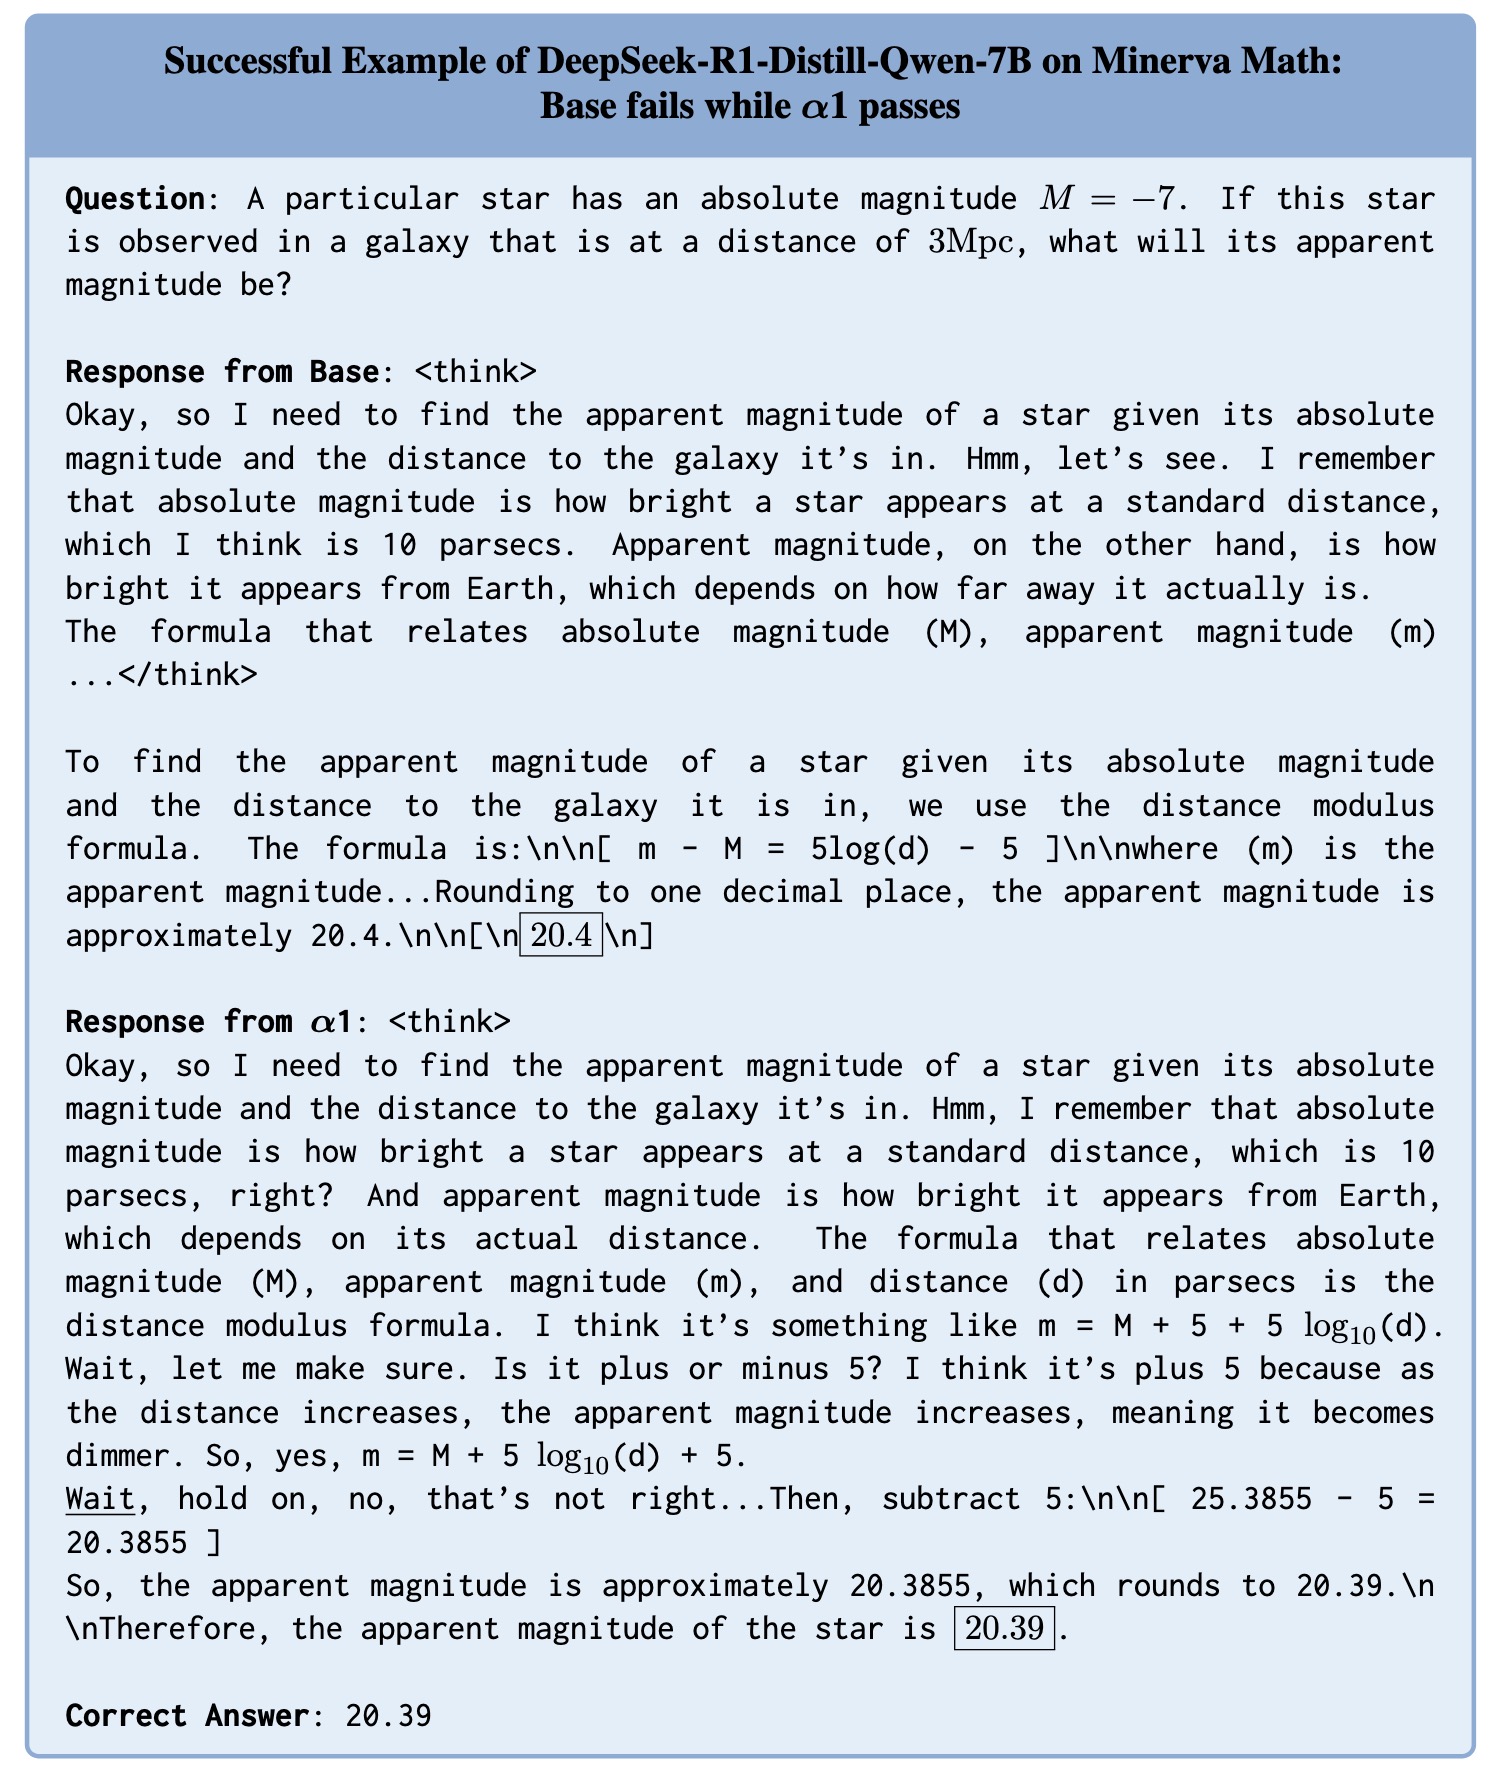 Successful Example of DeepSeek-R1-Distill-Qwen-7B on Minerva Math:
Base fails while α1 passes
Question: A particular star has an absolute magnitude M = −7. If this star
is observed in a galaxy that is at a distance of 3Mpc, what will its apparent
magnitude be?
Response from Base: <think>
Okay, so I need to find the apparent magnitude of a star given its absolute
magnitude and the distance to the galaxy it's in. Hmm, let's see. I remember
that absolute magnitude is how bright a star appears at a standard distance,
which I think is 10 parsecs. Apparent magnitude, on the other hand, is how
bright it appears from Earth, which depends on how far away it actually is.
The formula that relates absolute magnitude (M), apparent magnitude (m)
...</think>
To find the apparent magnitude of a star given its absolute magnitude
and the distance to the galaxy it is in, we use the distance modulus
formula. The formula is:\n\n[ m − M = 5log(d) − 5 ]\n\nwhere (m) is the
apparent magnitude...Rounding to one decimal place, the apparent magnitude is
approximately 20.4.\n\n[\n 20.4 \n]
Response from α1: <think>
Okay, so I need to find the apparent magnitude of a star given its absolute
magnitude and the distance to the galaxy it's in. Hmm, I remember that absolute
magnitude is how bright a star appears at a standard distance, which is 10
parsecs, right? And apparent magnitude is how bright it appears from Earth,
which depends on its actual distance. The formula that relates absolute
magnitude (M), apparent magnitude (m), and distance (d) in parsecs is the
distance modulus formula. I think it's something like m = M + 5 + 5 log₁₀(d).
Wait, let me make sure. Is it plus or minus 5? I think it's plus 5 because as
the distance increases, the apparent magnitude increases, meaning it becomes
dimmer. So, yes, m = M + 5 log₁₀(d) + 5.
Wait, hold on, no, that's not right...Then, subtract 5:\n\n[ 25.3855 − 5 =
20.3855 ]
So, the apparent magnitude is approximately 20.3855, which rounds to 20.39.\n
\nTherefore, the apparent magnitude of the star is 20.39.
Correct Answer: 20.39